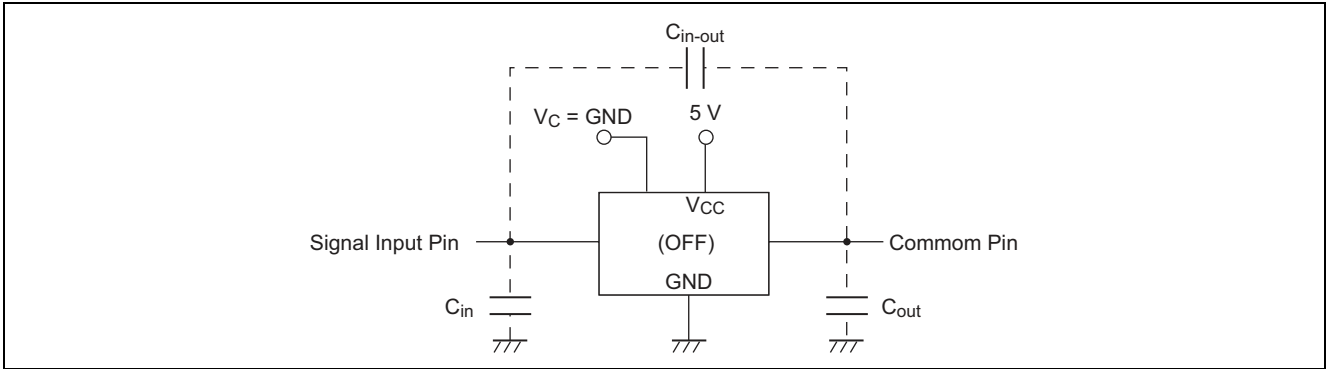 Cin-out
VC = GND
5 V
VCC
Signal Input Pin
(OFF)
Commom Pin
GND
Cin
Cout